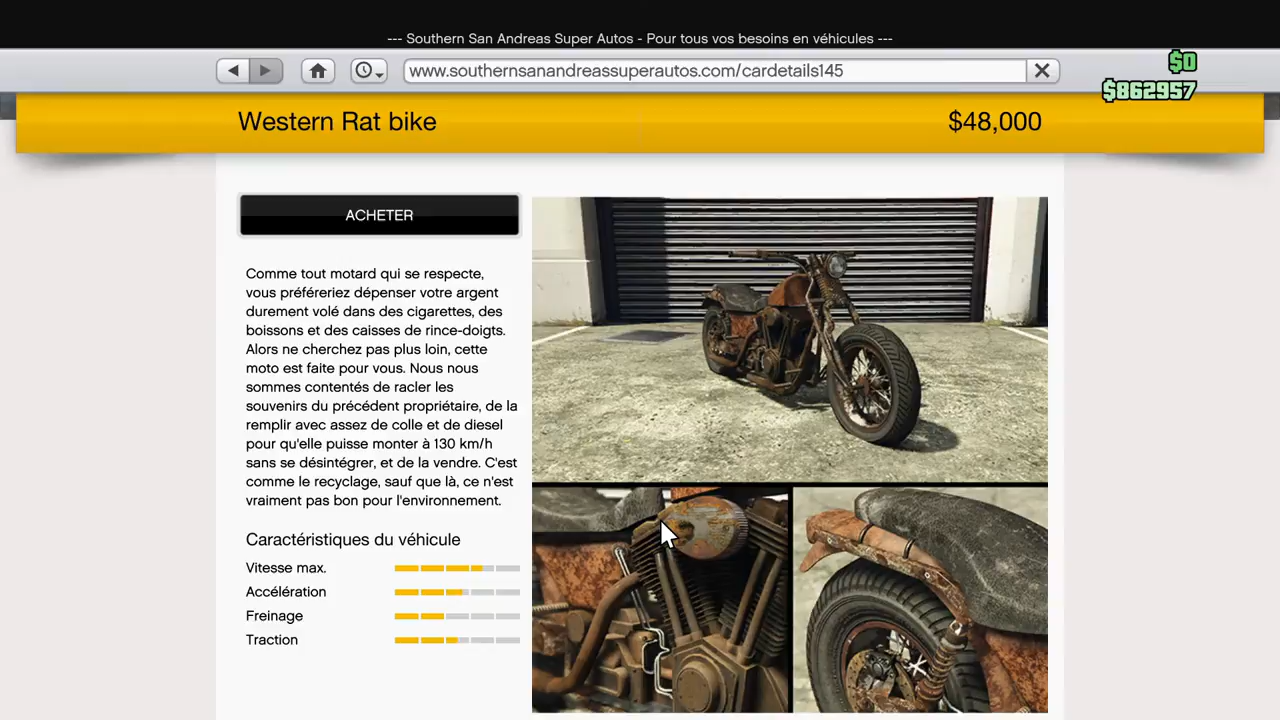 --- Southern San Andreas Super Autos - Pour tous vos besoins en véhicules ---
www.southernsanandreassuperautos.com/cardetails145
$0
$862957
Western Rat bike
$48,000
ACHETER
Comme tout motard qui se respecte,
vous préféreriez dépenser votre argent
durement volé dans des cigarettes, des
boissons et des caisses de rince-doigts.
Alors ne cherchez pas plus loin, cette
moto est faite pour vous. Nous nous
sommes contentés de racler les
souvenirs du précédent propriétaire, de la
remplir avec assez de colle et de diesel
pour qu'elle puisse monter à 130 km/h
sans se désintégrer, et de la vendre. C'est
comme le recyclage, sauf que là, ce n'est
vraiment pas bon pour l'environnement.
Caractéristiques du véhicule
Vitesse max.
Accélération
Freinage
Traction